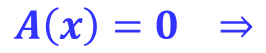 A(x) = 0 ⇒